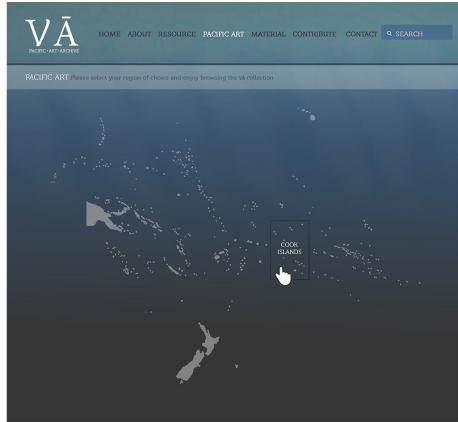 VĀ
PACIFIC · ART · ARCHIVE
HOME ABOUT RESOURCE PACIFIC ART MATERIAL CONTRIBUTE CONTACT SEARCH
PACIFIC ART Please select your region of choice and enjoy browsing the vā collection
COOK
ISLANDS